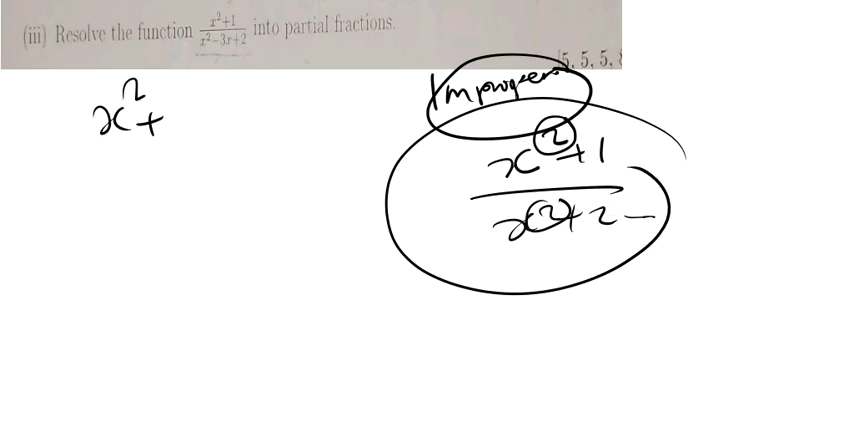 (iii) Resolve the function x²+1 / x²-3x+2 into partial fractions.
5, 5, 5,
Improper
x²+
x²+1
x²+2-